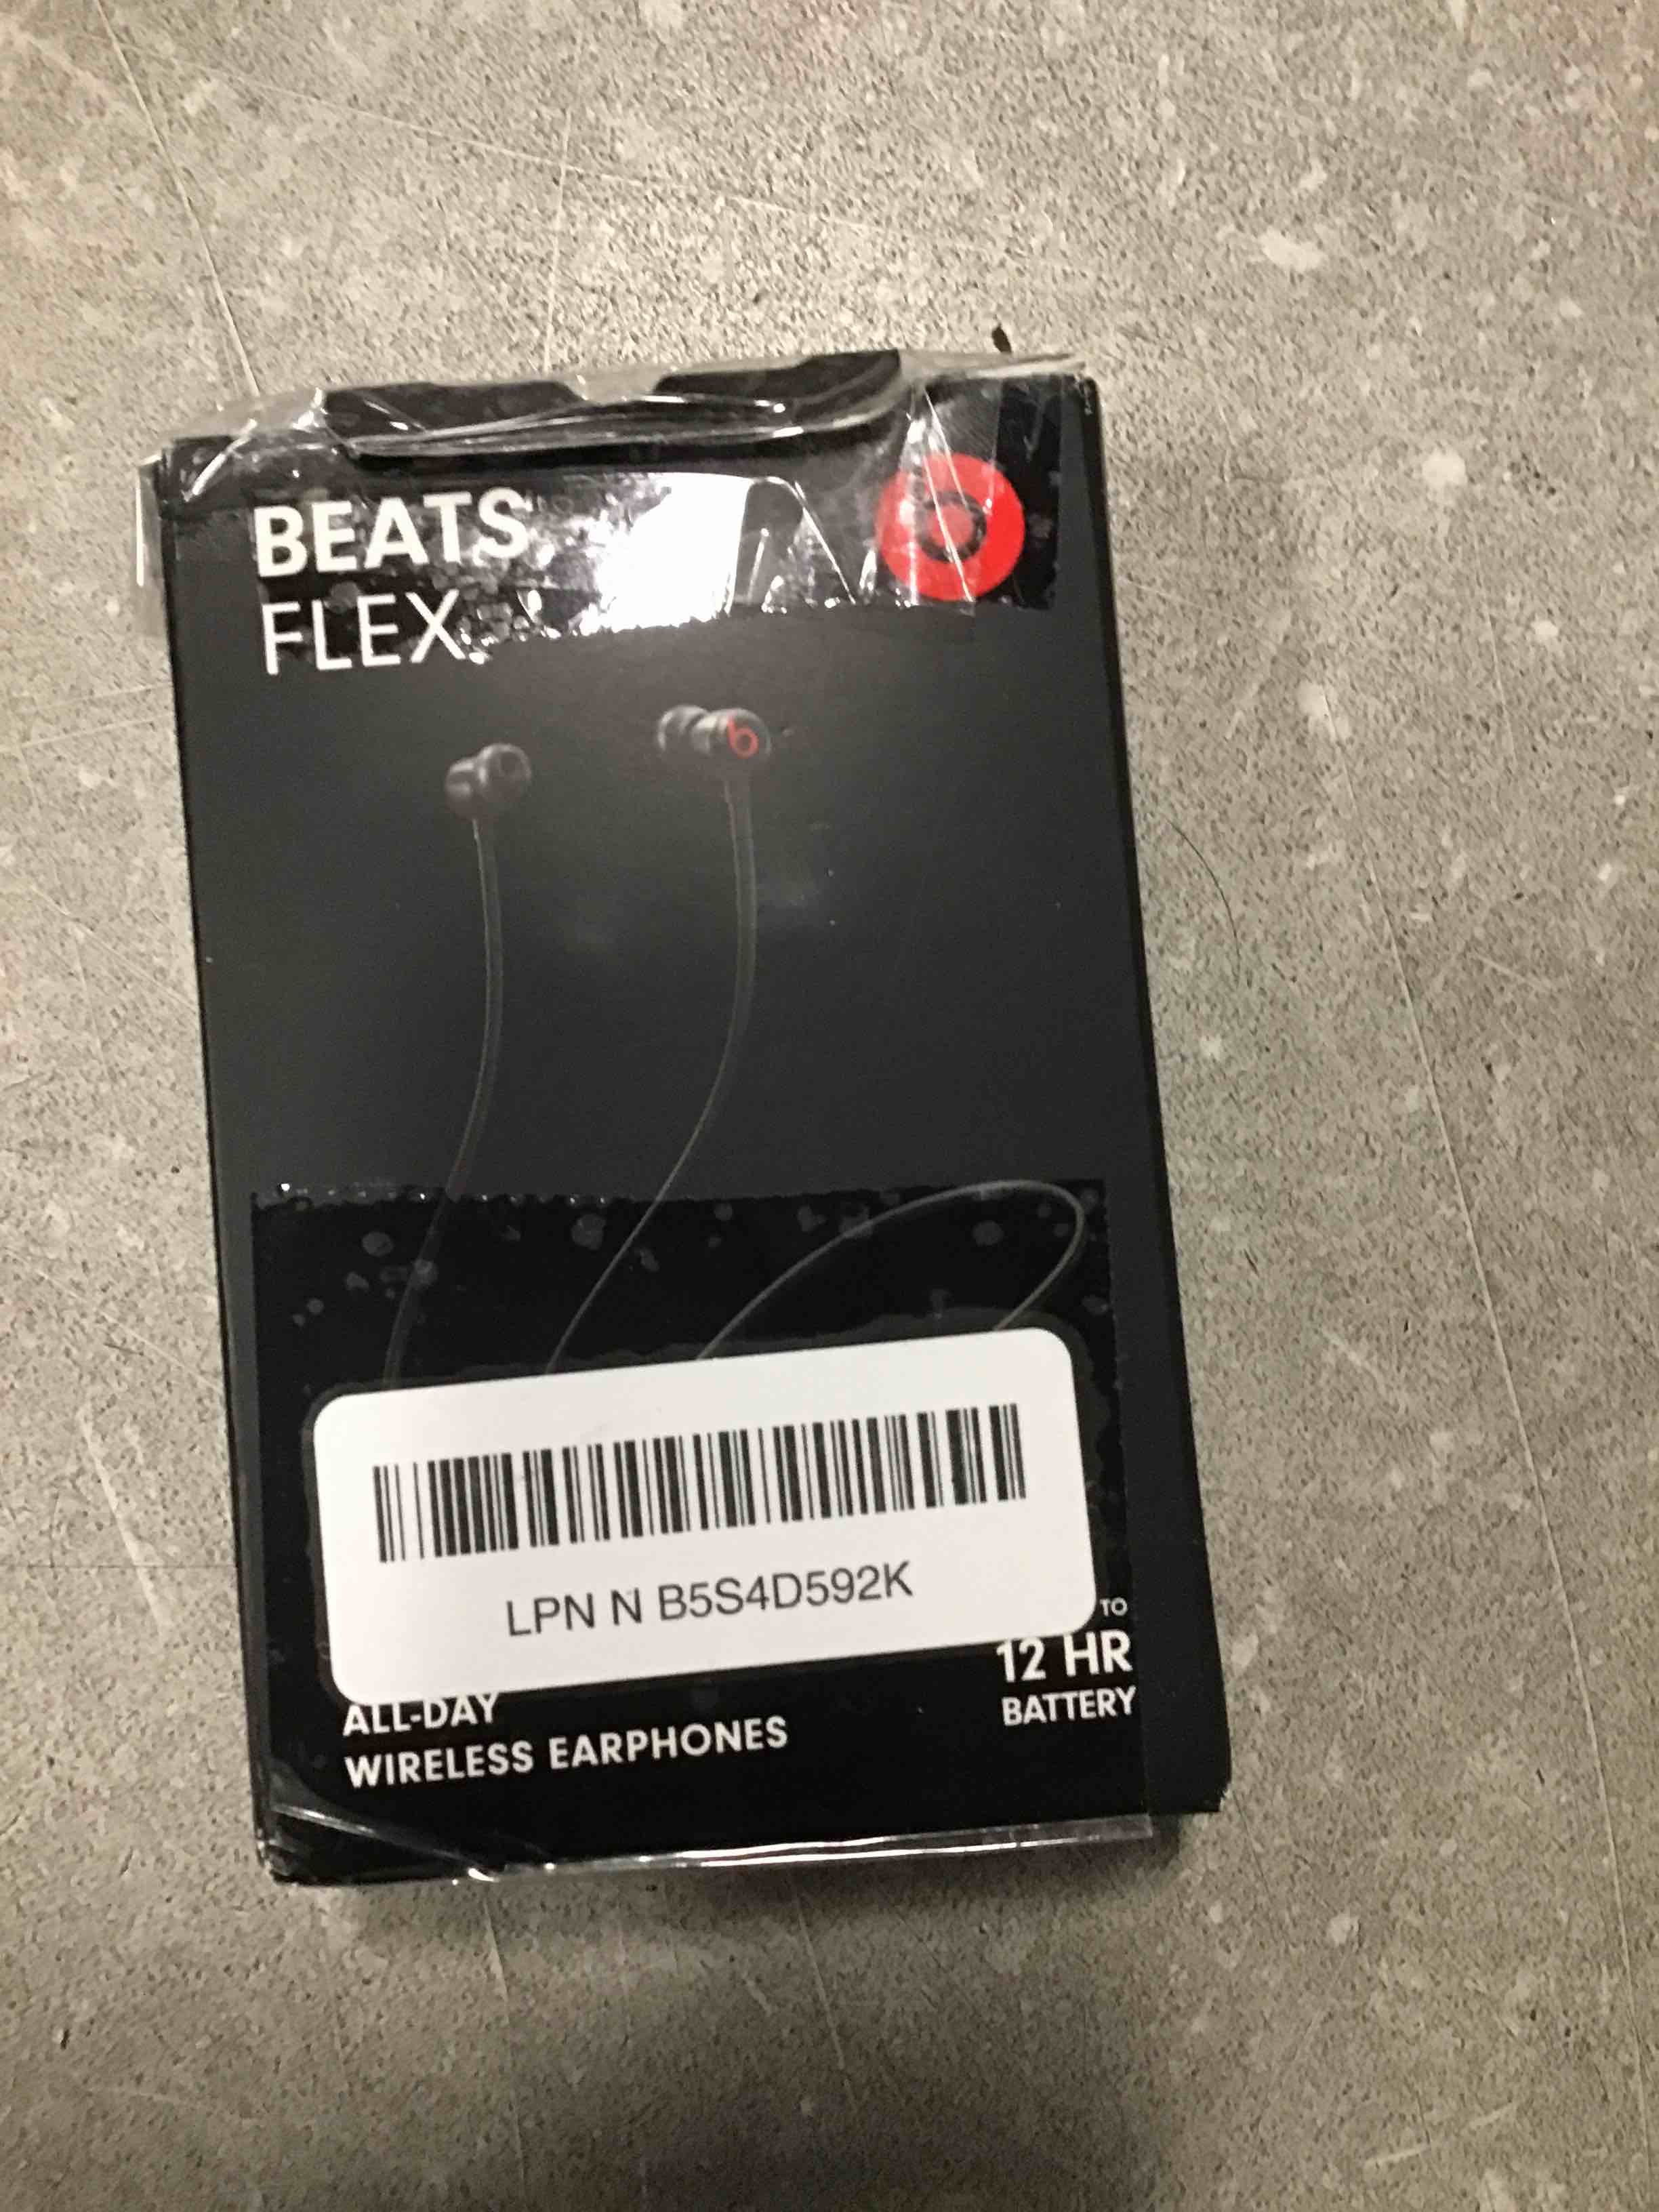 BEATS
FLEX
b
LPN N B5S4D592K
TO
12 HR
BATTERY
ALL-DAY
WIRELESS EARPHONES